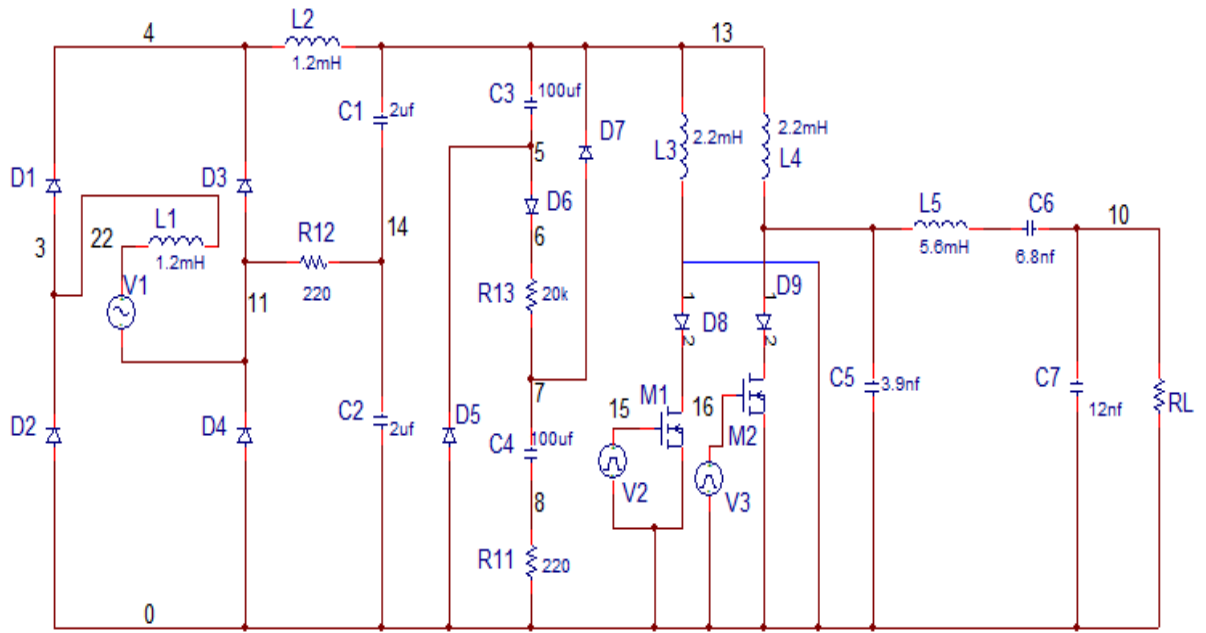 4
L2
1.2mH
13
C1
2uf
C3
100uf
D7
5
L3
2.2mH
2.2mH
L4
D1
D3
D6
6
3
22
L1
1.2mH
V1
R12
220
14
11
R13
20k
L5
5.6mH
C6
6.8nf
10
1
D8
2
1
D9
2
7
D2
D4
C2
2uf
D5
C4
100uf
8
R11
220
15
M1
16
M2
V2
V3
C5
3.9nf
C7
12nf
RL
0